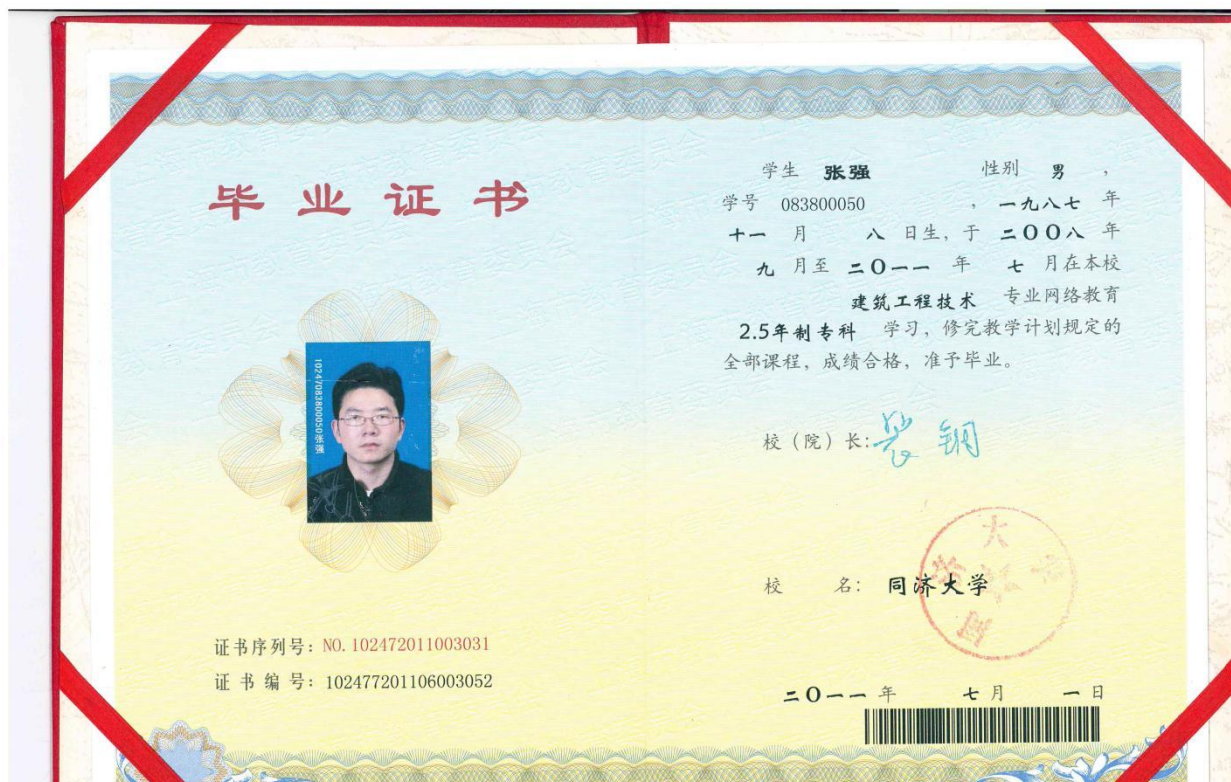 毕业证书
10247083800050张强
证书序列号：NO. 102472011003031
证书编号：102477201106003052
学生 张强 性别 男，
学号 083800050 ，一九八七 年
十一 月 八 日生，于 二〇〇八 年
九 月至 二〇一一 年 七 月在本校
建筑工程技术 专业网络教育
2.5年制专科 学习，修完教学计划规定的
全部课程，成绩合格，准予毕业。
校（院）长：裴钢
校 名：同济大学
二〇一一 年 七 月 一 日